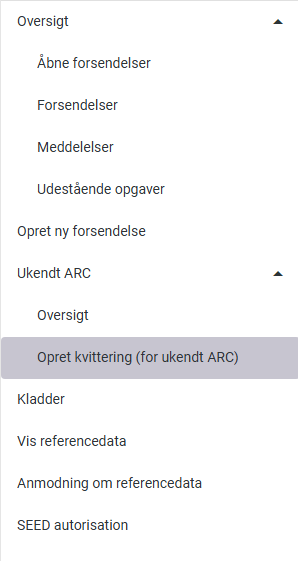 Oversigt
Åbne forsendelser
Forsendelser
Meddelelser
Udestående opgaver
Opret ny forsendelse
Ukendt ARC
Oversigt
Opret kvittering (for ukendt ARC)
Kladder
Vis referencedata
Anmodning om referencedata
SEED autorisation